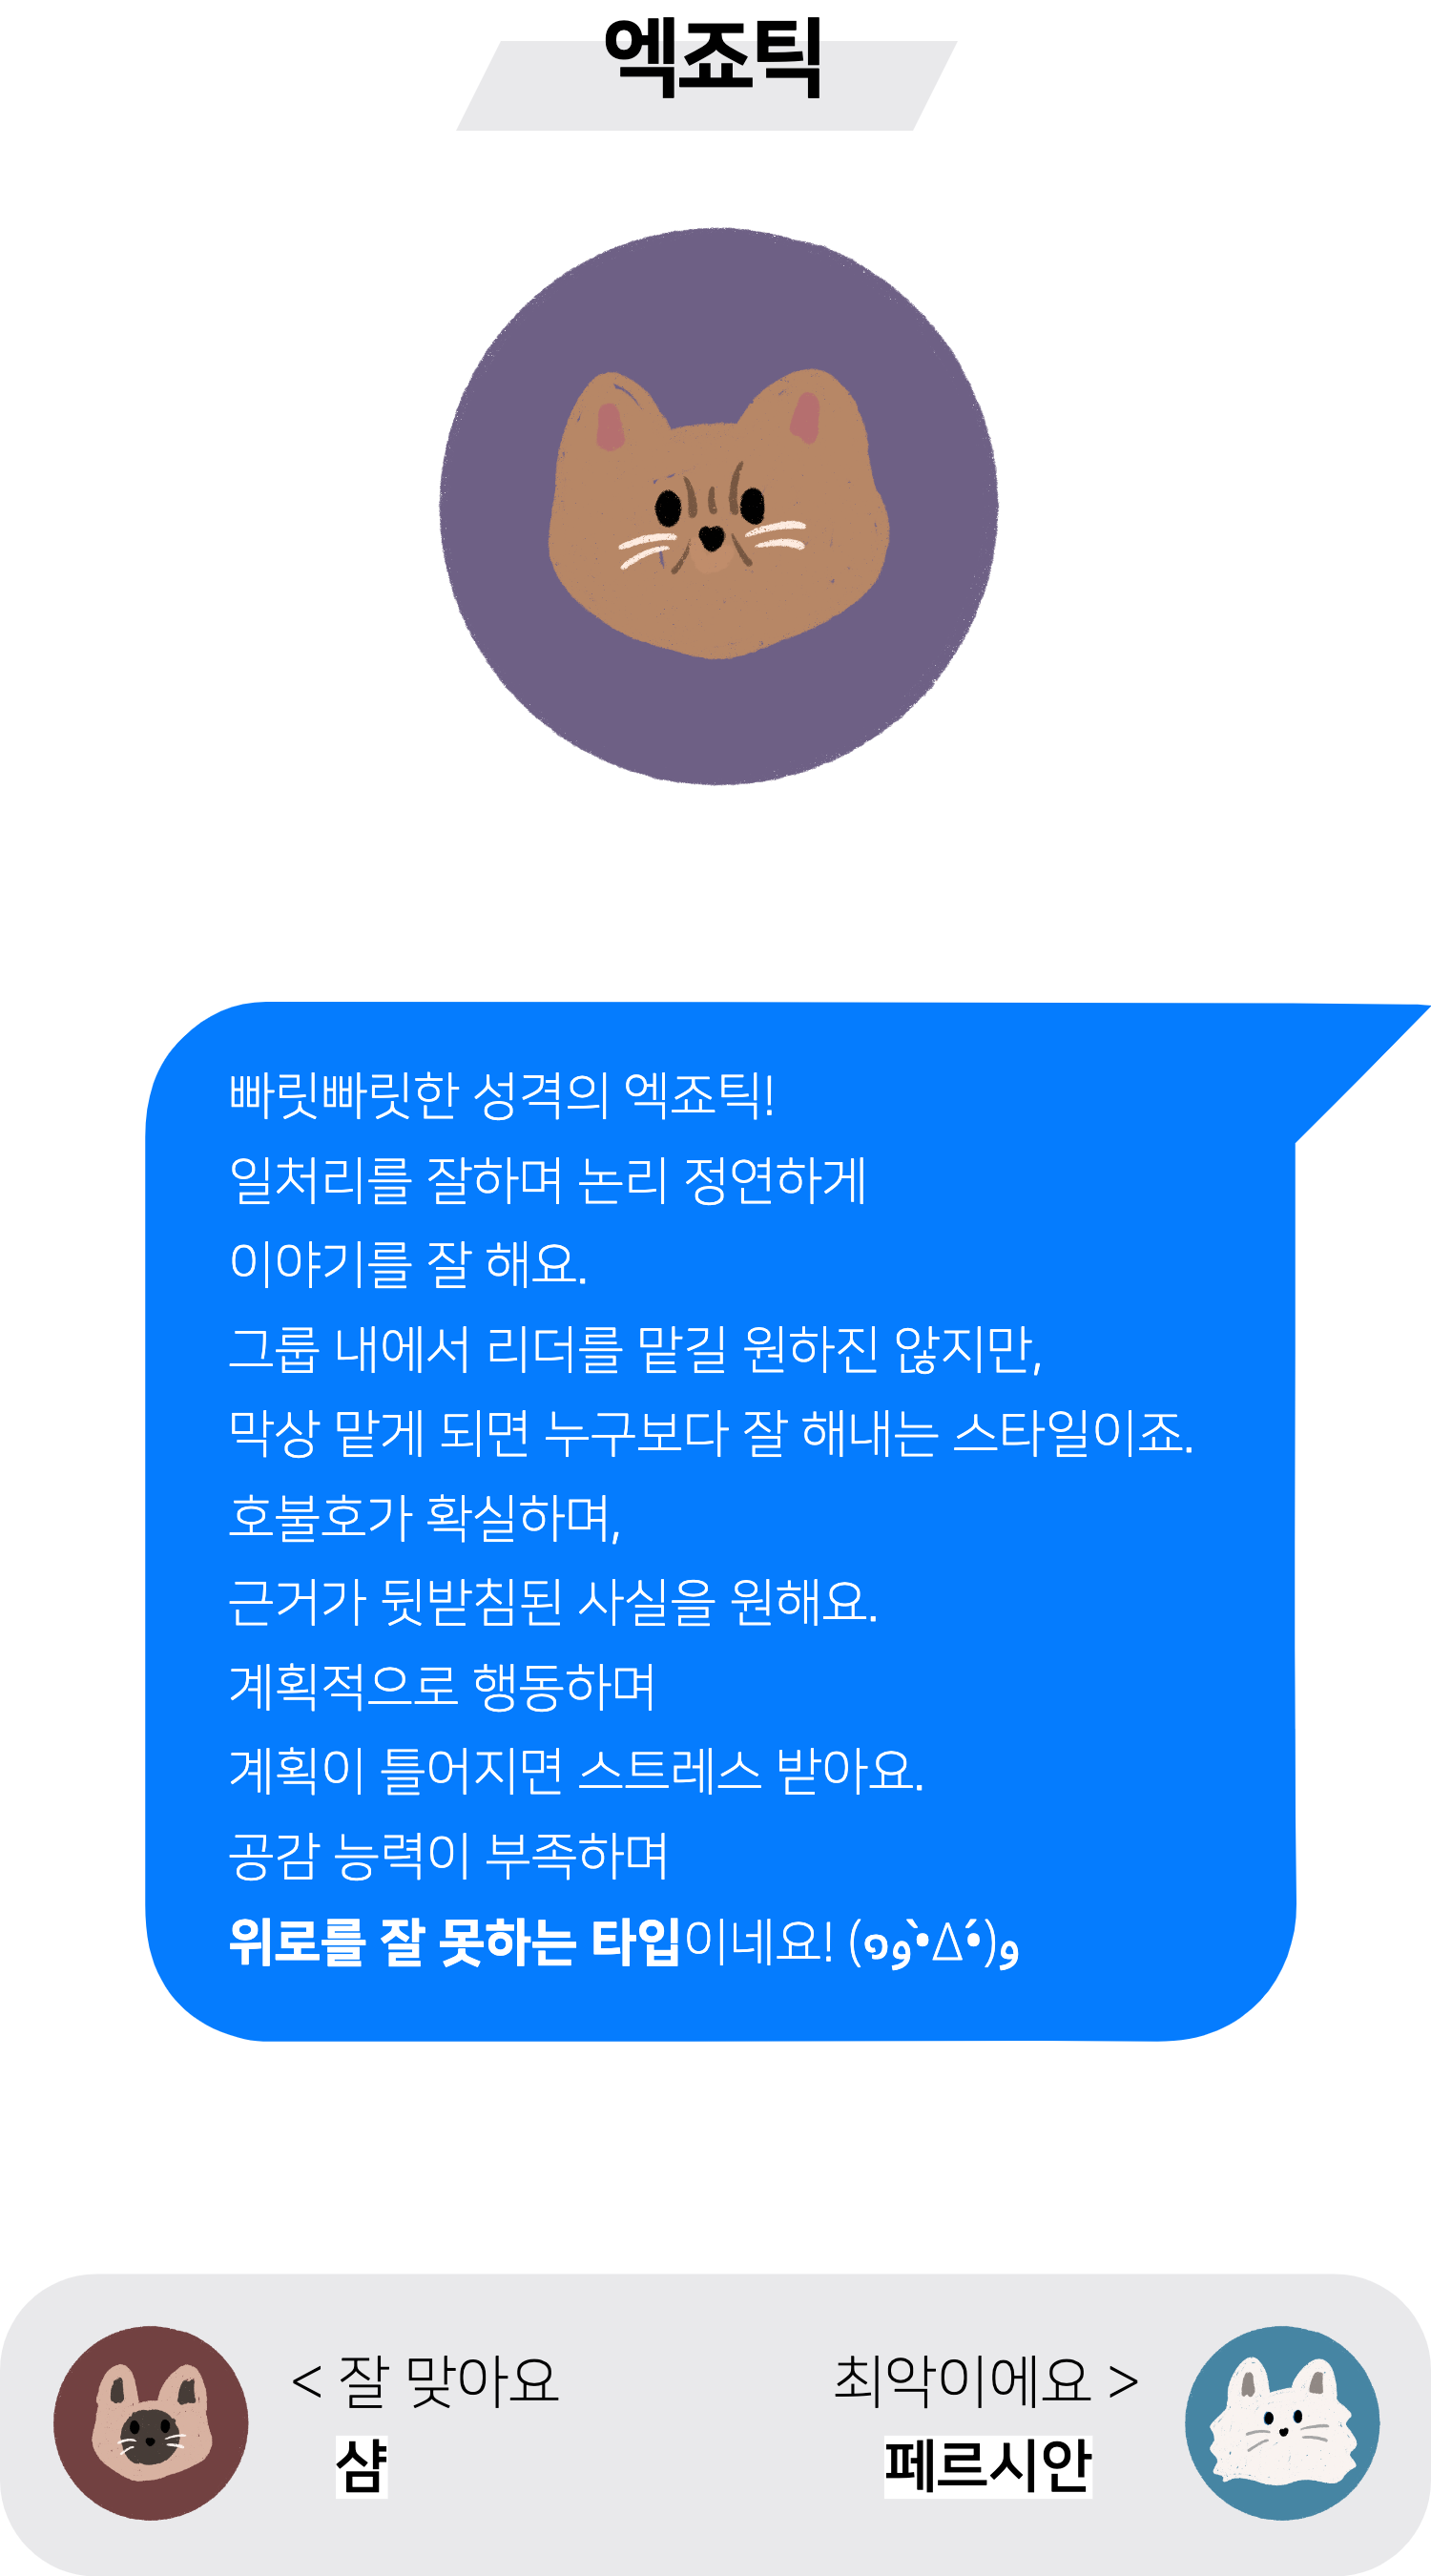 엑죠틱
빠릿빠릿한 성격의 엑죠틱!
일처리를 잘하며 논리 정연하게
이야기를 잘 해요.
그룹 내에서 리더를 맡길 원하진 않지만,
막상 맡게 되면 누구보다 잘 해내는 스타일이죠.
호불호가 확실하며,
근거가 뒷받침된 사실을 원해요.
계획적으로 행동하며
계획이 틀어지면 스트레스 받아요.
공감 능력이 부족하며
위로를 잘 못하는 타입이네요! (๑و•̀Δ•́)و
< 잘 맞아요
샴
최악이에요 >
페르시안